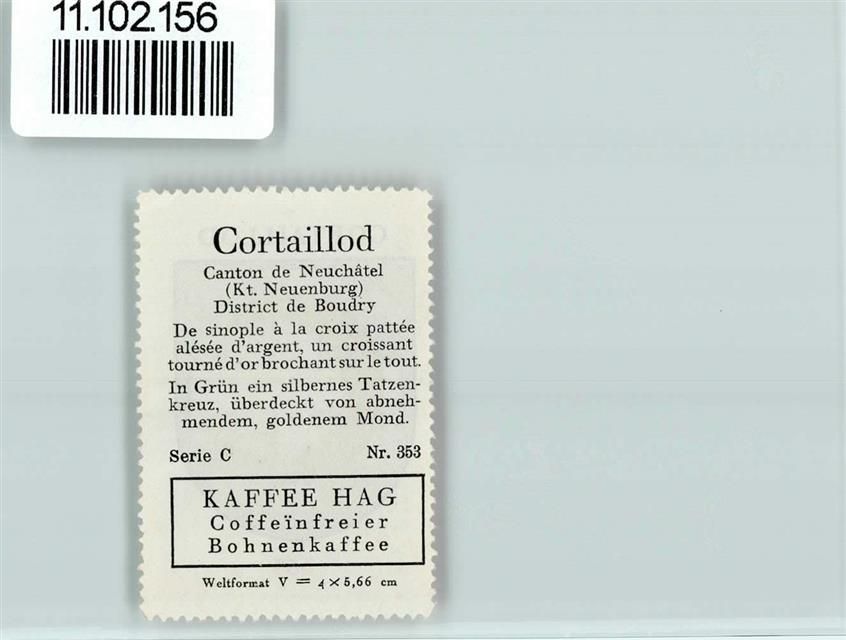 11.102.156
Cortaillod
Canton de Neuchâtel
(Kt. Neuenburg)
District de Boudry
De sinople à la croix pattée
alésée d'argent, un croissant
tourné d'or brochant sur le tout.
In Grün ein silbernes Tatzen-
kreuz, überdeckt von abneh-
mendem, goldenem Mond.
Serie C Nr. 353
KAFFEE HAG
Coffeïnfreier
Bohnenkaffee
Weltformat V = 4 × 5,66 cm